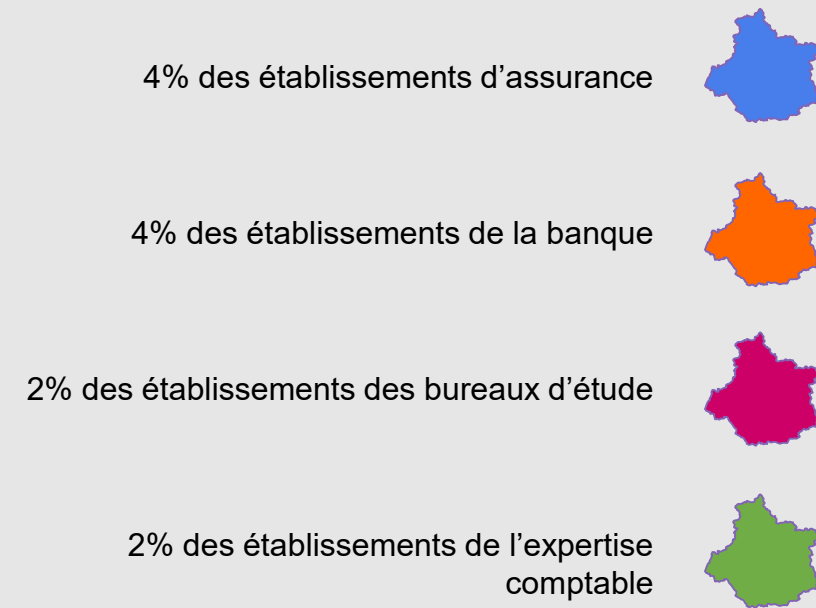 4% des établissements d’assurance
4% des établissements de la banque
2% des établissements des bureaux d’étude
2% des établissements de l’expertise
comptable